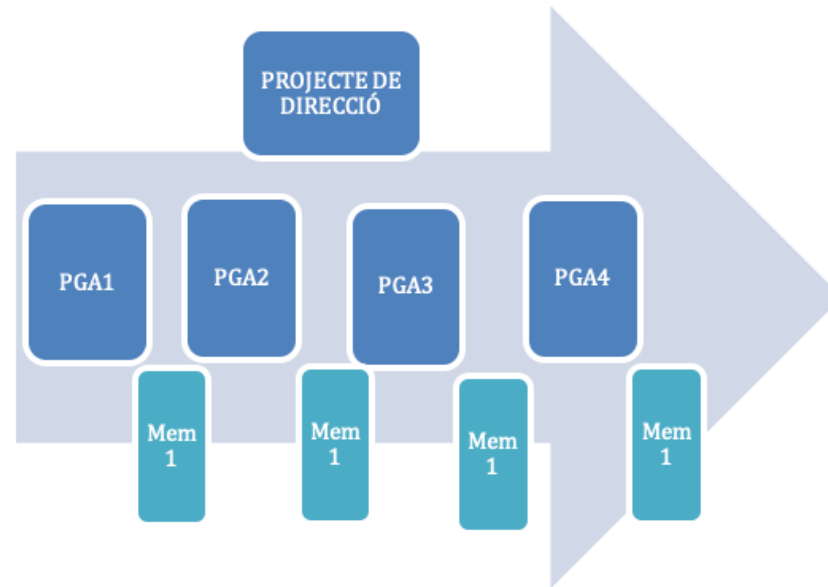 PROJECTE DE
DIRECCIÓ
PGA1
PGA2
PGA3
PGA4
Mem
1
Mem
1
Mem
1
Mem
1